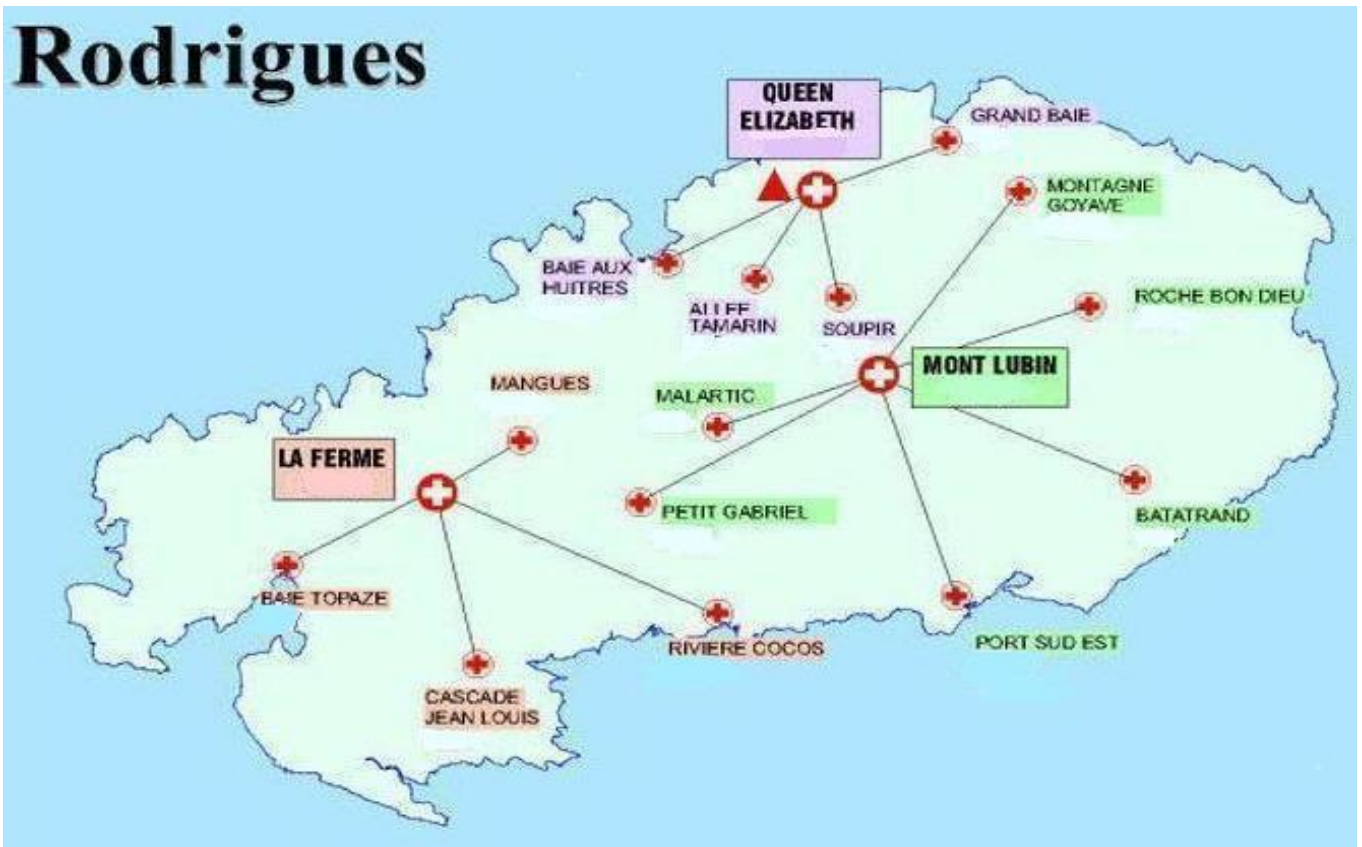 Rodrigues
QUEEN
ELIZABETH
GRAND BAIE
MONTAGNE
GOYAVE
BAIE AUX
HUITRES
ALLEE
TAMARIN
SOUPIR
ROCHE BON DIEU
MONT LUBIN
MANGUES
MALARTIC
LA FERME
PETIT GABRIEL
BATATRAND
BAIE TOPAZE
RIVIERE COCOS
PORT SUD EST
CASCADE
JEAN LOUIS